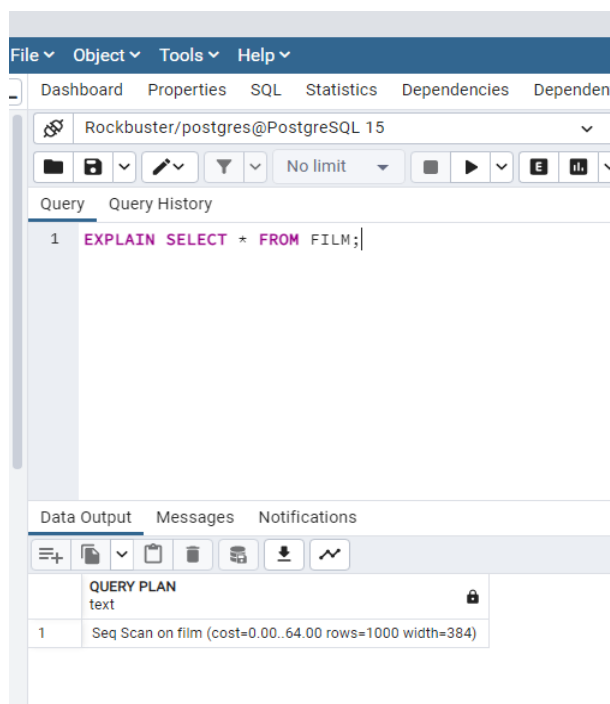 File Object Tools Help
Dashboard Properties SQL Statistics Dependencies Dependen
Rockbuster/postgres@PostgreSQL 15
No limit E
Query Query History
1 EXPLAIN SELECT * FROM FILM;
Data Output Messages Notifications
QUERY PLAN
text
1 Seq Scan on film (cost=0.00..64.00 rows=1000 width=384)